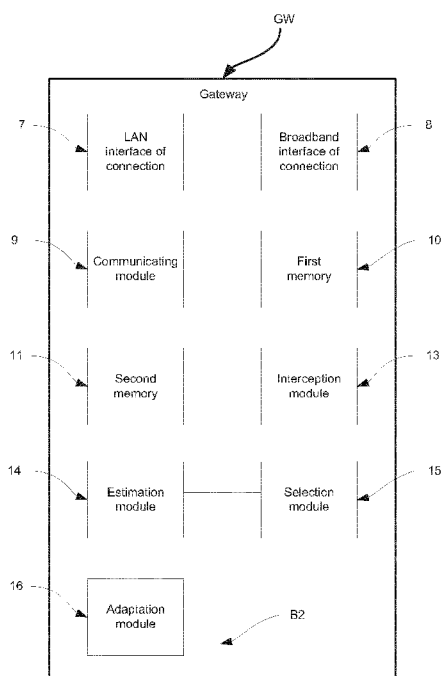 GW
Gateway
7
LAN
interface of
connection
Broadband
interface of
connection
8
9
Communicating
module
First
memory
10
11
Second
memory
Interception
module
13
14
Estimation
module
Selection
module
15
16
Adaptation
module
B2